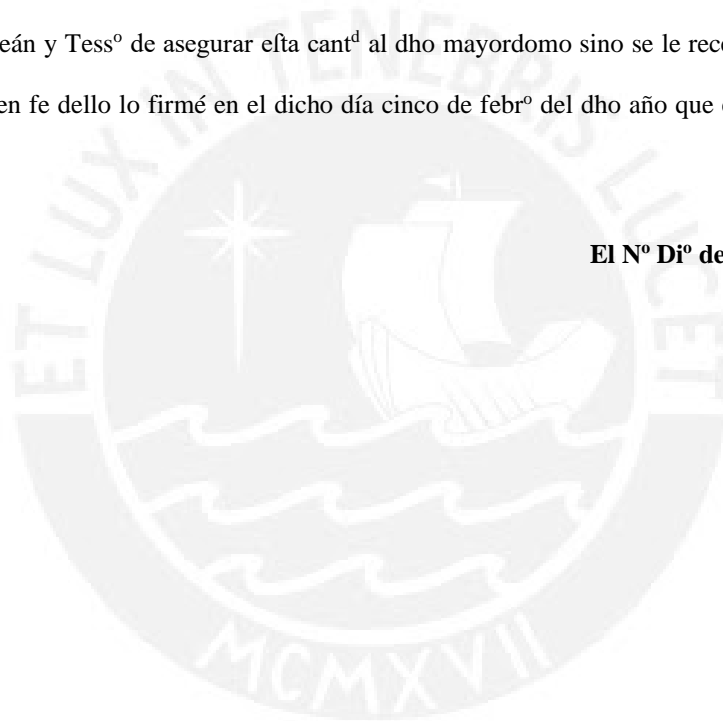 eán y Tessº de asegurar eſta cantᵈ al dho mayordomo sino se le rec
en fe dello lo firmé en el dicho día cinco de febrº del dho año que
El Nº Diº de
ET LUX IN TENEBRIS LUCET
MCMXVII